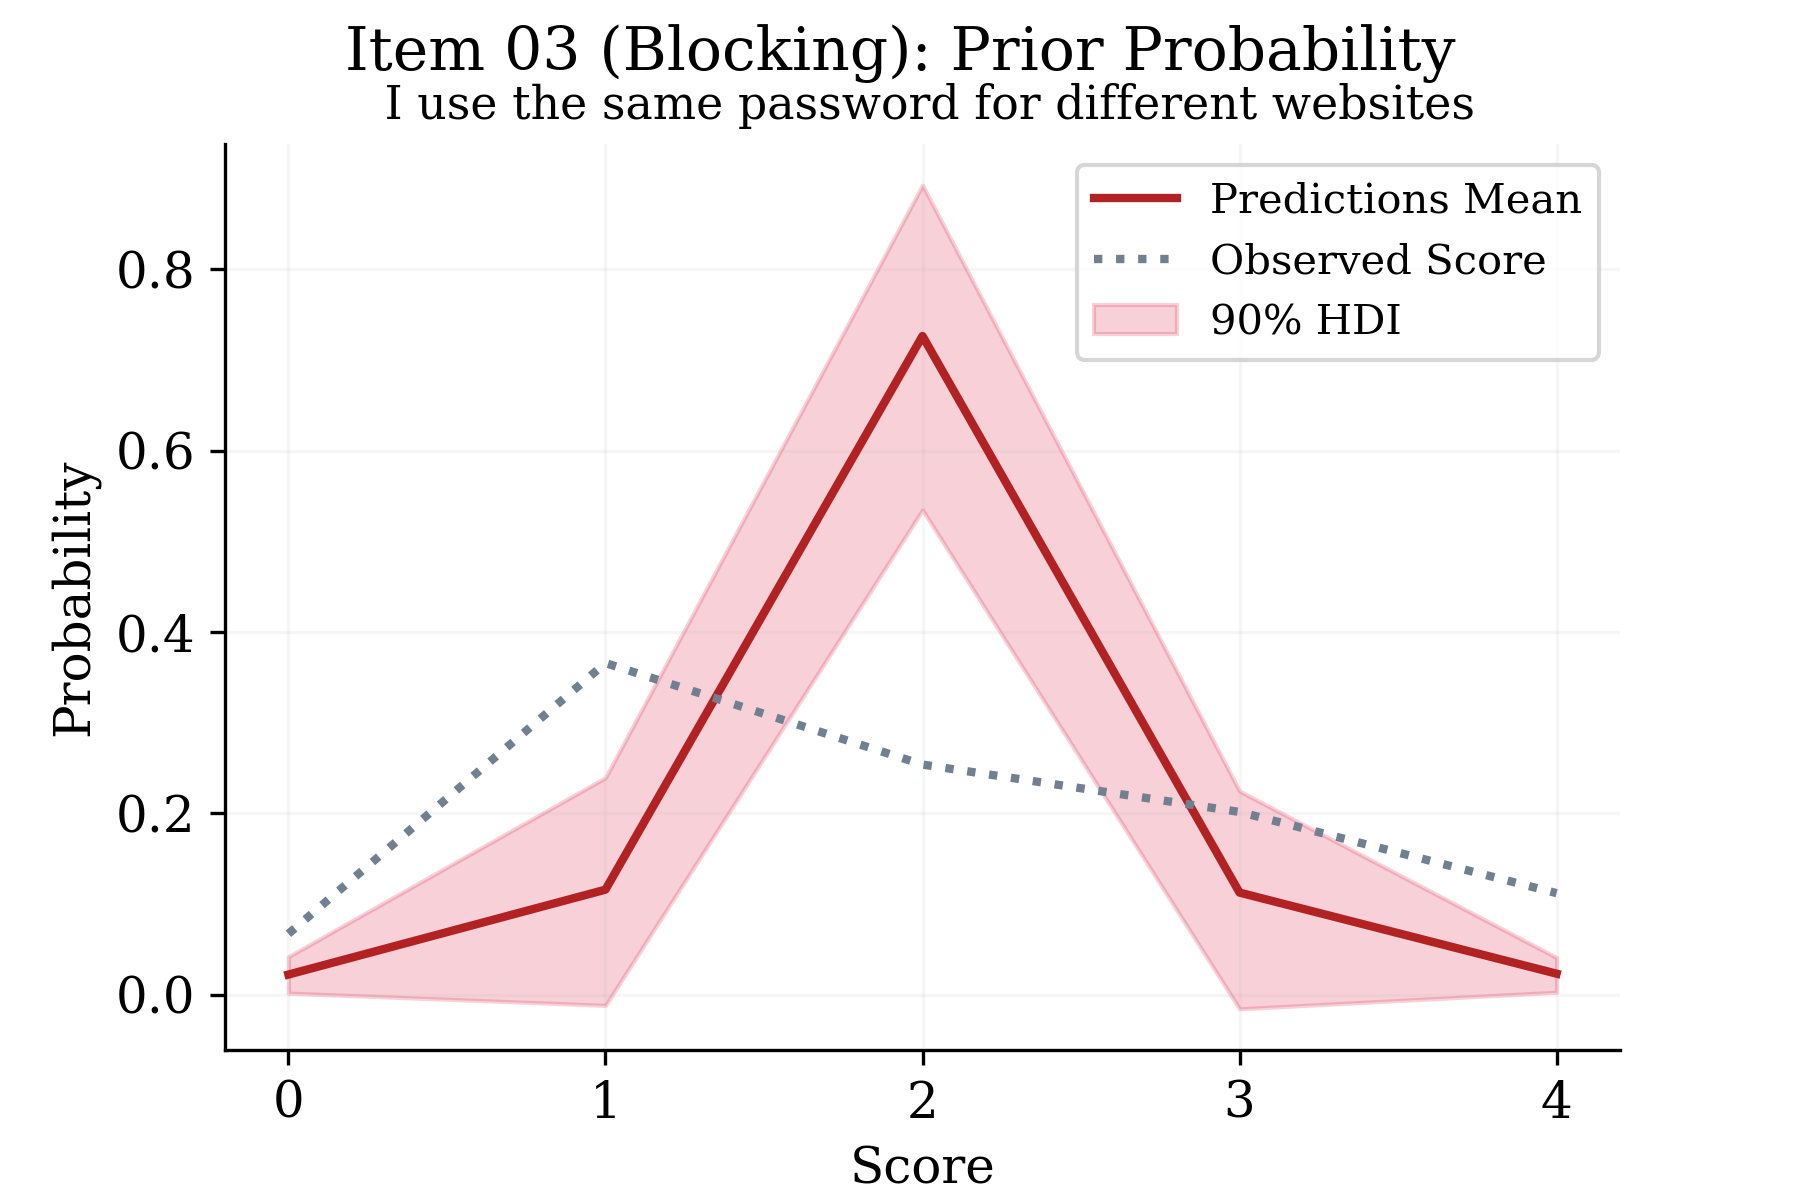 Item 03 (Blocking): Prior Probability
I use the same password for different websites
Predictions Mean
Observed Score
90% HDI
Probability
0.8
0.6
0.4
0.2
0.0
0 1 2 3 4
Score